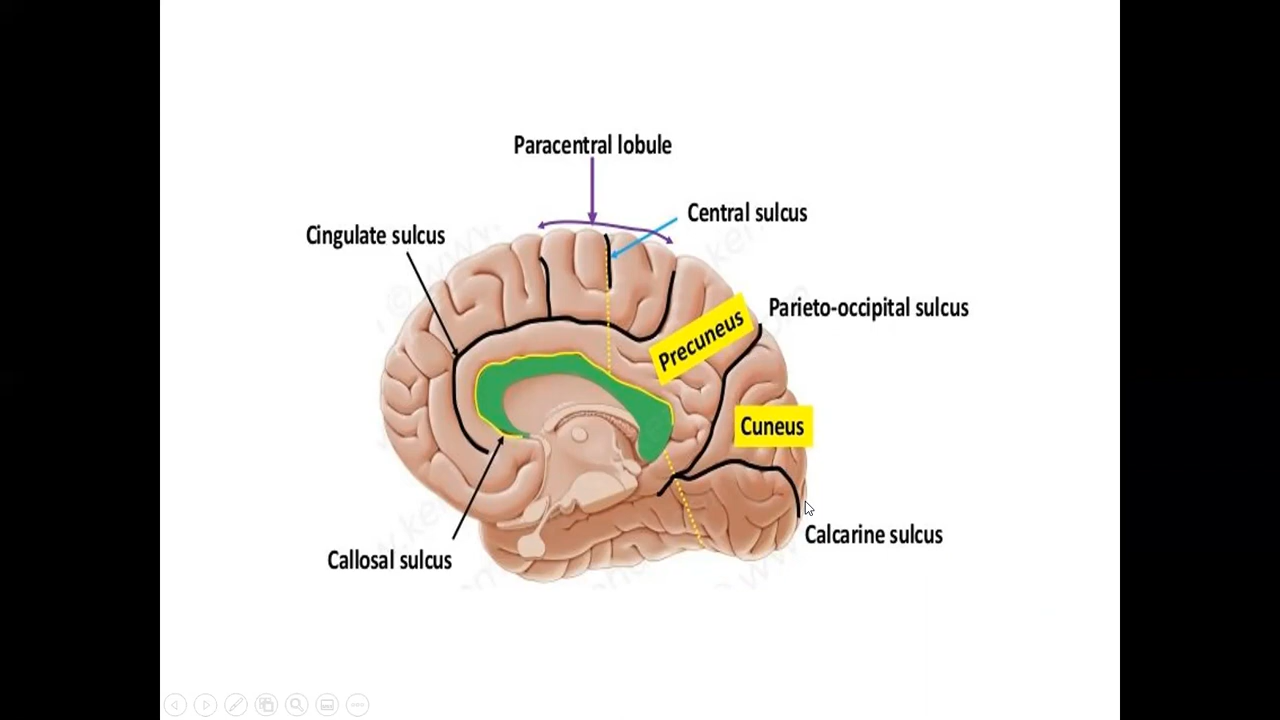 Paracentral lobule
Central sulcus
Cingulate sulcus
Parieto-occipital sulcus
Precuneus
Cuneus
Calcarine sulcus
Callosal sulcus